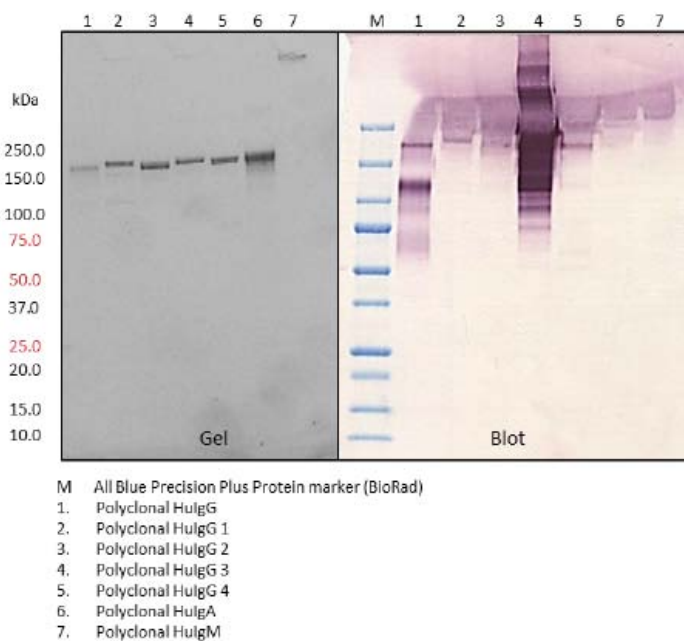 1 2 3 4 5 6 7 M 1 2 3 4 5 6 7
kDa
250.0
150.0
100.0
75.0
50.0
37.0
25.0
20.0
15.0
10.0
Gel Blot
M All Blue Precision Plus Protein marker (BioRad)
1. Polyclonal HuIgG
2. Polyclonal HuIgG 1
3. Polyclonal HuIgG 2
4. Polyclonal HuIgG 3
5. Polyclonal HuIgG 4
6. Polyclonal HuIgA
7. Polyclonal HuIgM